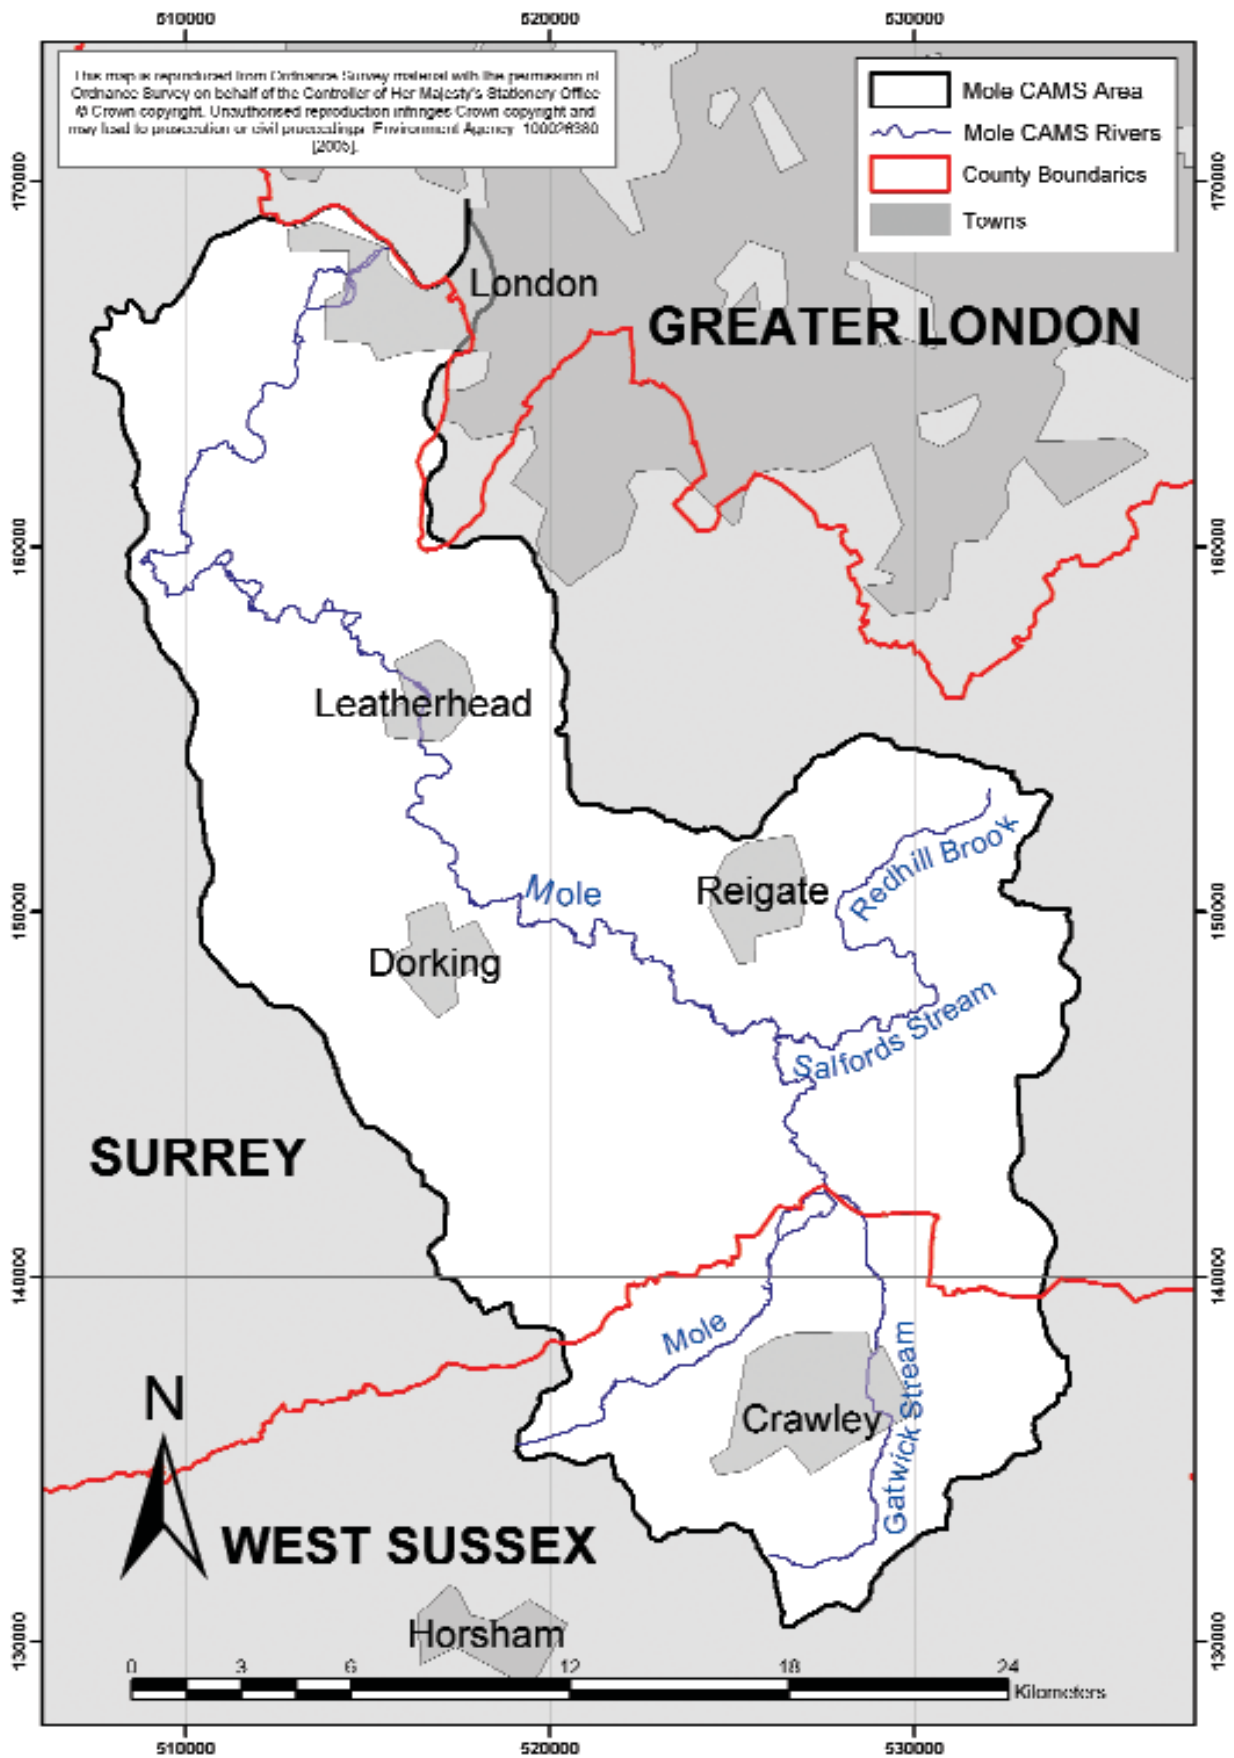 510000
520000
530000
This map is reproduced from Ordnance Survey material with the permission of
Ordnance Survey on behalf of the Controller of Her Majesty's Stationery Office
© Crown copyright. Unauthorised reproduction infringes Crown copyright and
may lead to prosecution or civil proceedings. Environment Agency 100026380
[2005].
Mole CAMS Area
Mole CAMS Rivers
County Boundaries
Towns
170000
170000
London
GREATER LONDON
160000
160000
Leatherhead
Redhill Brook
Mole
Reigate
150000
150000
Dorking
Salfords Stream
SURREY
140000
140000
Mole
Gatwick Stream
N
Crawley
WEST SUSSEX
Horsham
130000
130000
0 3 6 12 18 24
Kilometers
510000
520000
530000